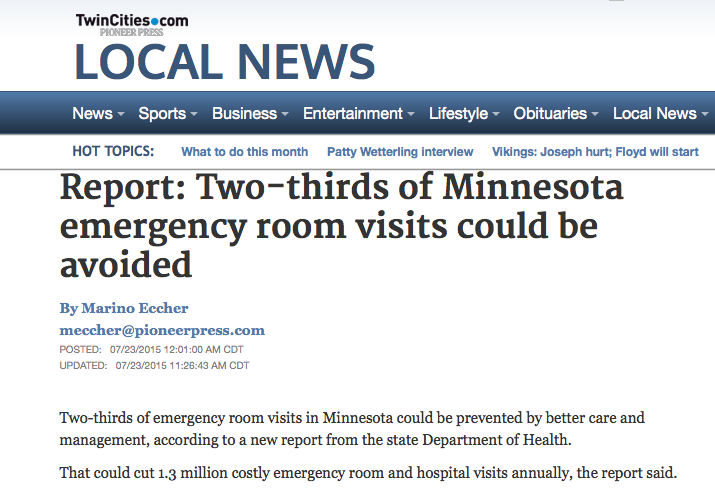 TwinCities.com
PIONEER PRESS
LOCAL NEWS
News Sports Business Entertainment Lifestyle Obituaries Local News
HOT TOPICS: What to do this month Patty Wetterling interview Vikings: Joseph hurt; Floyd will start
Report: Two-thirds of Minnesota
emergency room visits could be
avoided
By Marino Eccher
meccher@pioneerpress.com
POSTED: 07/23/2015 12:01:00 AM CDT
UPDATED: 07/23/2015 11:26:43 AM CDT
Two-thirds of emergency room visits in Minnesota could be prevented by better care and
management, according to a new report from the state Department of Health.
That could cut 1.3 million costly emergency room and hospital visits annually, the report said.